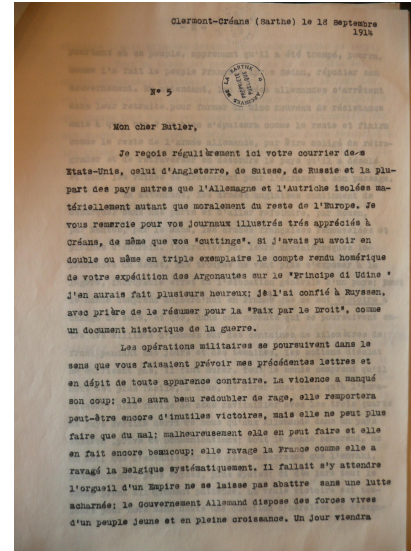 Clermont-Créans (Sarthe) le 18 Septembre
1914
N° 5
ARCHIVES DE LA SARTHE
PROPRIÉTÉ PUBLIQUE
Mon cher Butler,
Je reçois régulièrement ici votre courrier des
Etats-Unis, celui d'Angleterre, de Suisse, de Russie et la plu-
part des pays autres que l'Allemagne et l'Autriche isolées ma-
tériellement autant que moralement du reste de l'Europe. Je
vous remercie pour vos journaux illustrés très appréciés à
Créans, de même que vos "cuttings". Si j'avais pu avoir en
double ou même en triple exemplaire le compte rendu homérique
de votre expédition des Argonautes sur le "Principe di Udine "
j'en aurais fait plusieurs heureux; je l'ai confié à Ruyssen,
avec prière de le résumer pour la "Paix par le Droit", comme
un document historique de la guerre.
Les opérations militaires se poursuivent dans le
sens que vous faisaient prévoir mes précédentes lettres et
en dépit de toute apparence contraire. La violence a manqué
son coup; elle aura beau redoubler de rage, elle remportera
peut-être encore d'inutiles victoires, mais elle ne peut plus
faire que du mal; malheureusement elle en peut faire et elle
en fait encore beaucoup; elle ravage la France comme elle a
ravagé la Belgique systématiquement. Il fallait s'y attendre
l'orgueil d'un Empire ne se laisse pas abattre sans une lutte
acharnée; le Gouvernement Allemand dispose des forces vives
d'un peuple jeune et en pleine croissance. Un jour viendra